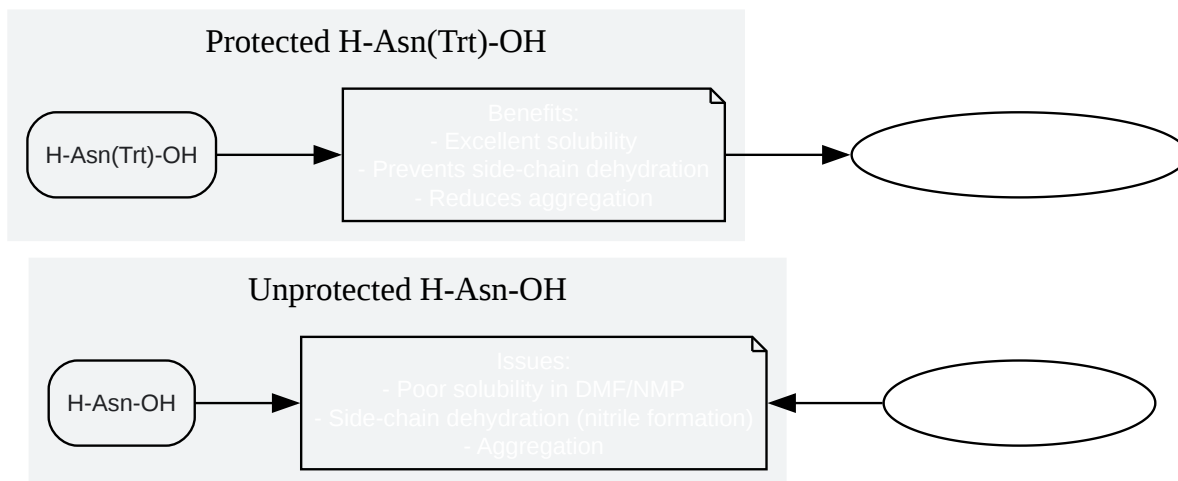 Protected H-Asn(Trt)-OH
H-Asn(Trt)-OH
Benefits:
- Excellent solubility
- Prevents side-chain dehydration
- Reduces aggregation
Unprotected H-Asn-OH
H-Asn-OH
Issues:
- Poor solubility in DMF/NMP
- Side-chain dehydration (nitrile formation)
- Aggregation